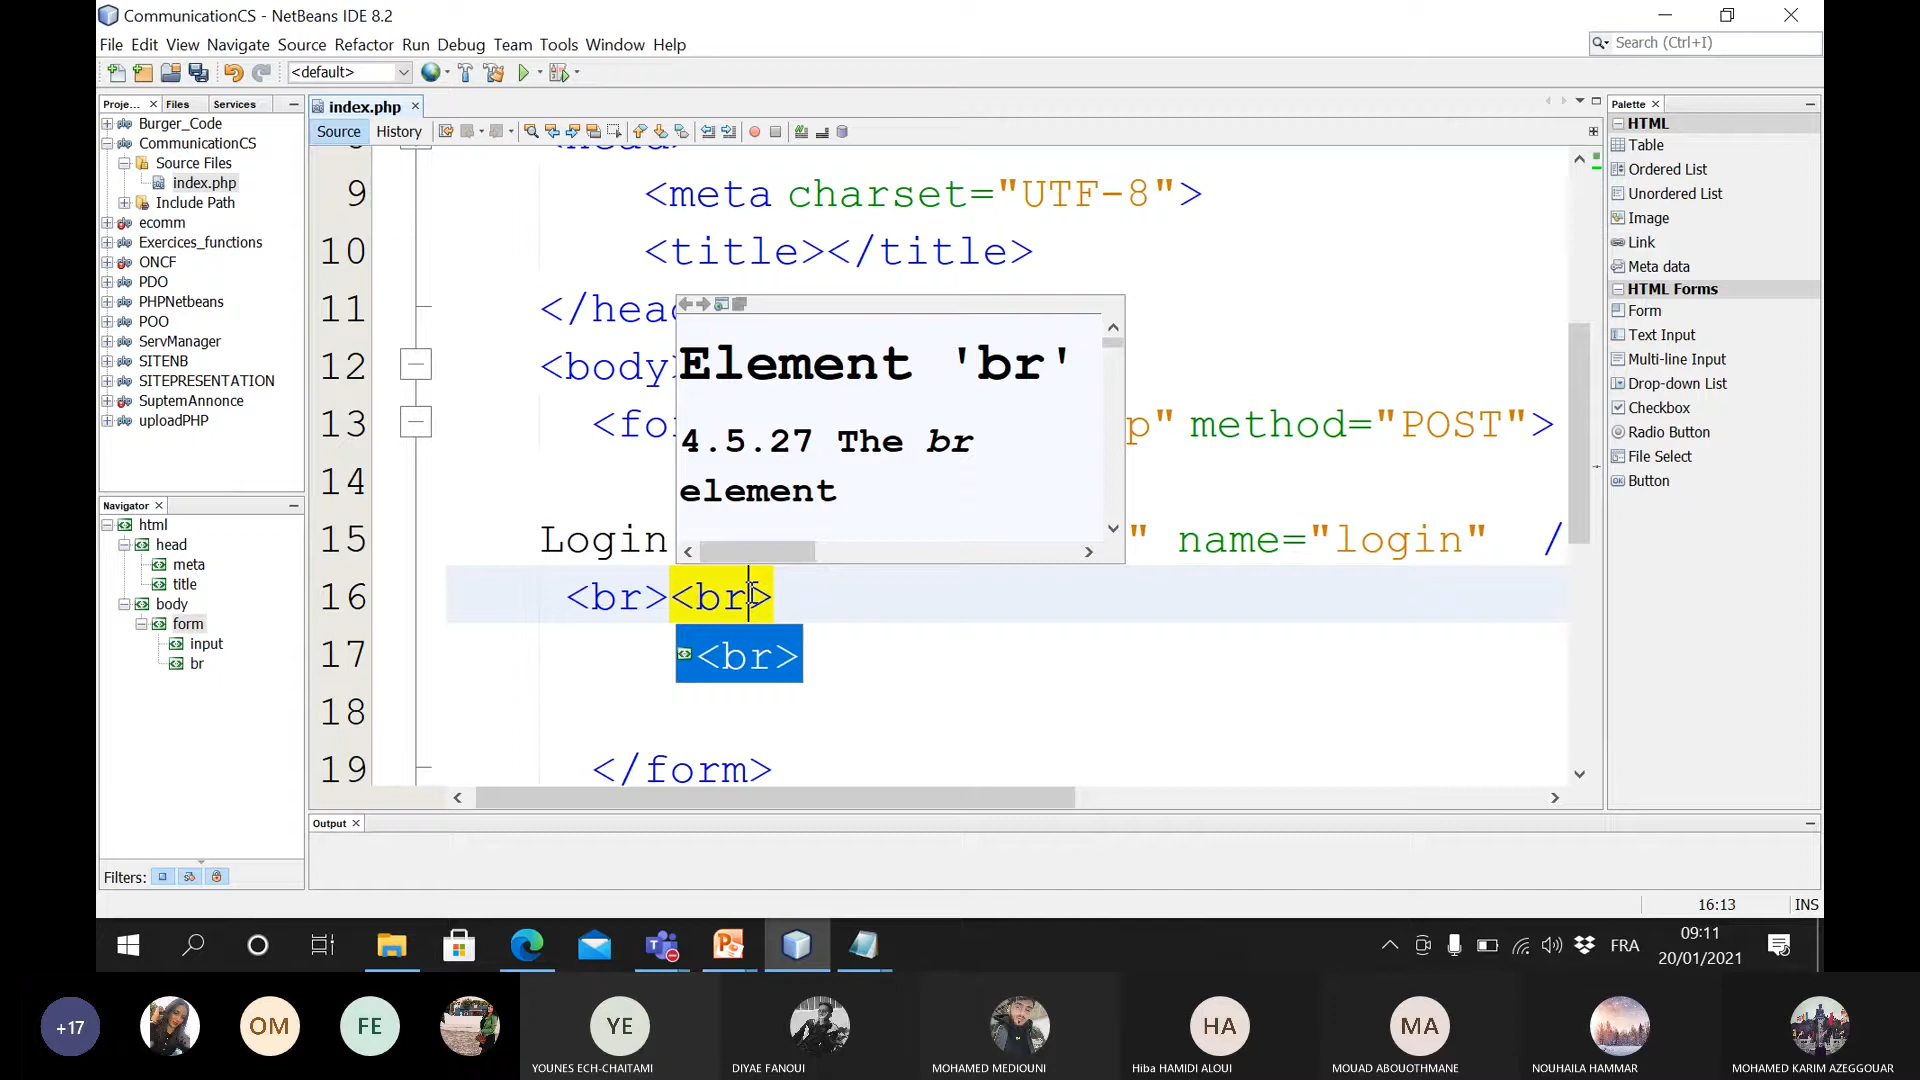 CommunicationCS - NetBeans IDE 8.2
File Edit View Navigate Source Refactor Run Debug Team Tools Window Help
Search (Ctrl+I)
<default>
Proje... Files Services
Burger_Code
CommunicationCS
Source Files
index.php
Include Path
ecomm
Exercices_functions
ONCF
PDO
PHPNetbeans
POO
ServManager
SITENB
SITEPRESENTATION
SuptemAnnonce
uploadPHP
Navigator
html
head
meta
title
body
form
input
br
Filters:
index.php
Source History
9 <meta charset="UTF-8">
10 <title></title>
11 </head
12 <body
13 <fo p" method="POST">
14
15 Login " name="login" /
16 <br><br>
17
18
19 </form>
Element 'br'
4.5.27 The br
element
<br>
Output
16:13 INS
Palette
HTML
Table
Ordered List
Unordered List
Image
Link
Meta data
HTML Forms
Form
Text Input
Multi-line Input
Drop-down List
Checkbox
Radio Button
File Select
Button
FRA
09:11
20/01/2021
+17
OM
FE
YE
HA
MA
YOUNES ECH-CHAITAMI
DIYAE FANOUI
MOHAMED MEDIOUNI
Hiba HAMIDI ALOUI
MOUAD ABOUOTHMANE
NOUHAILA HAMMAR
MOHAMED KARIM AZEGGOUAR